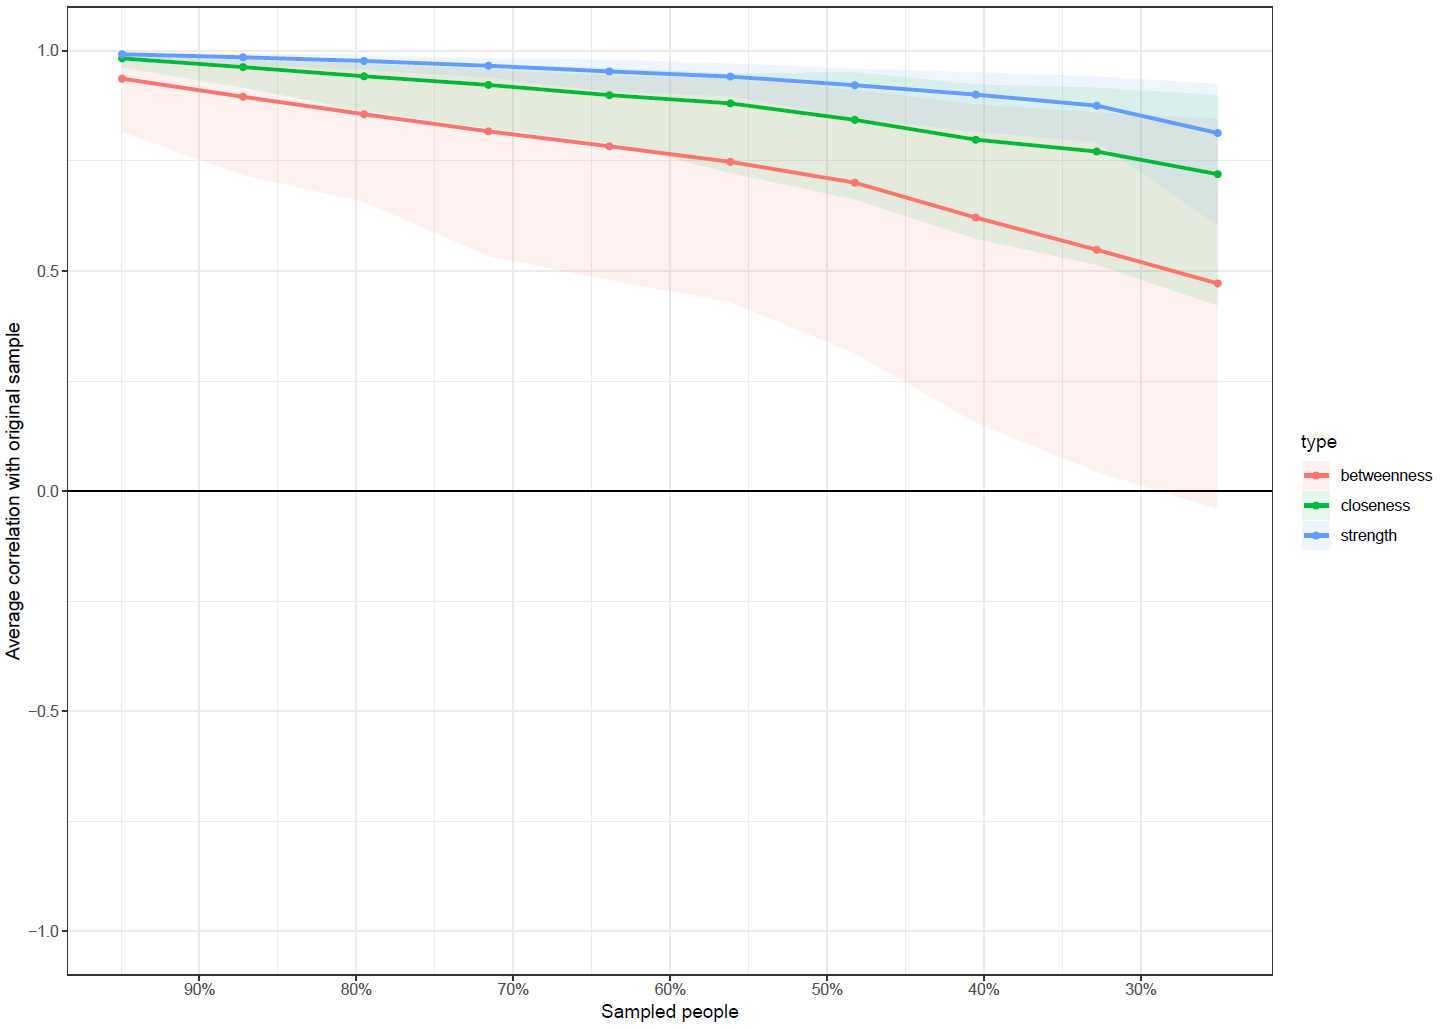 Average correlation with original sample
1.0
0.5
0.0
−0.5
−1.0
90% 80% 70% 60% 50% 40% 30%
Sampled people
type
betweenness
closeness
strength